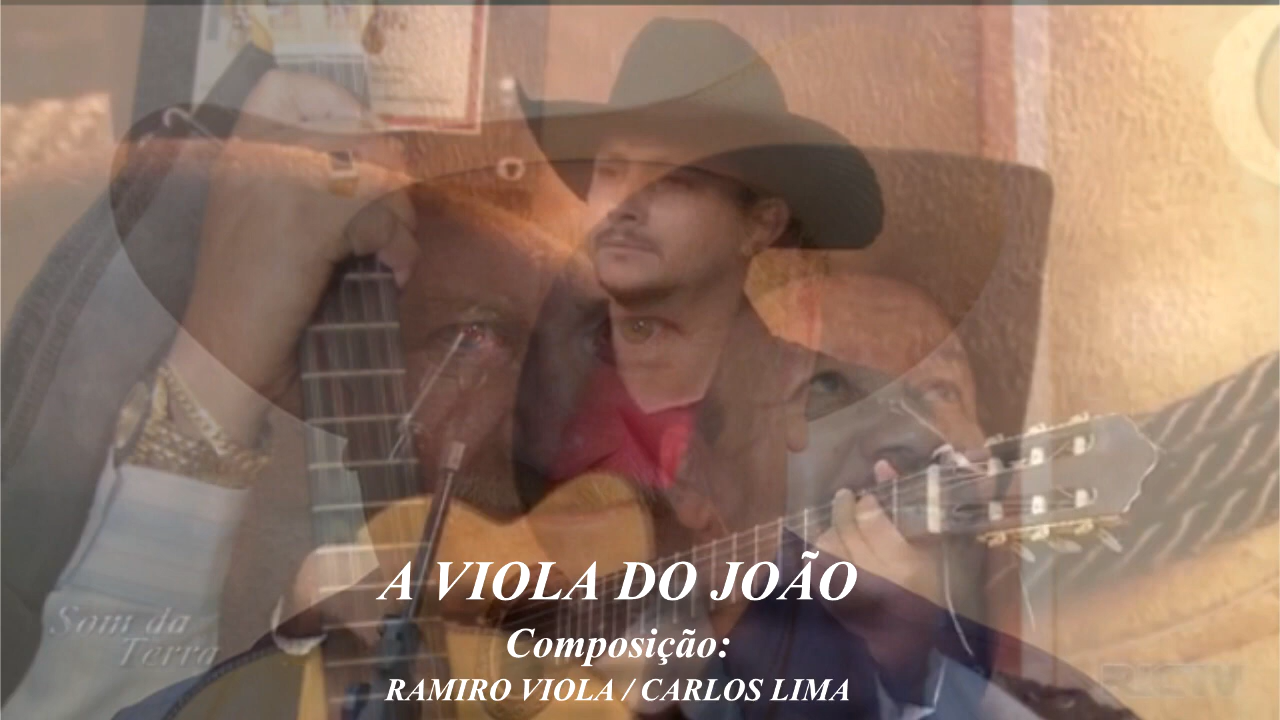 A VIOLA DO JOÃO
Composição:
RAMIRO VIOLA / CARLOS LIMA
Som da
Terra